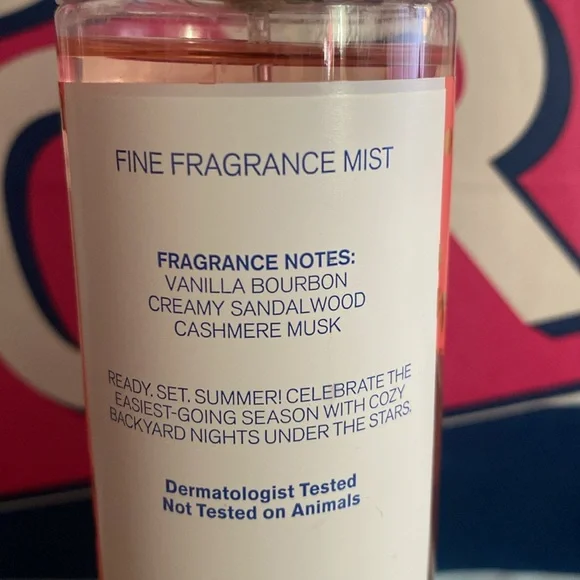 FINE FRAGRANCE MIST
FRAGRANCE NOTES:
VANILLA BOURBON
CREAMY SANDALWOOD
CASHMERE MUSK
READY. SET. SUMMER! CELEBRATE THE
EASIEST-GOING SEASON WITH COZY
BACKYARD NIGHTS UNDER THE STARS.
Dermatologist Tested
Not Tested on Animals